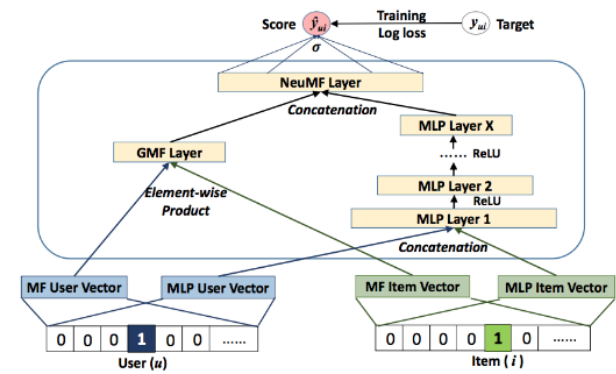 Score ŷui Training yui Target
Log loss
σ
NeuMF Layer
Concatenation
MLP Layer X
GMF Layer
...... ReLU
Element-wise
Product
MLP Layer 2
ReLU
MLP Layer 1
Concatenation
MF User Vector MLP User Vector MF Item Vector MLP Item Vector
0 0 0 1 0 0 ...... 0 0 0 0 1 0 ......
User (u) Item ( i )